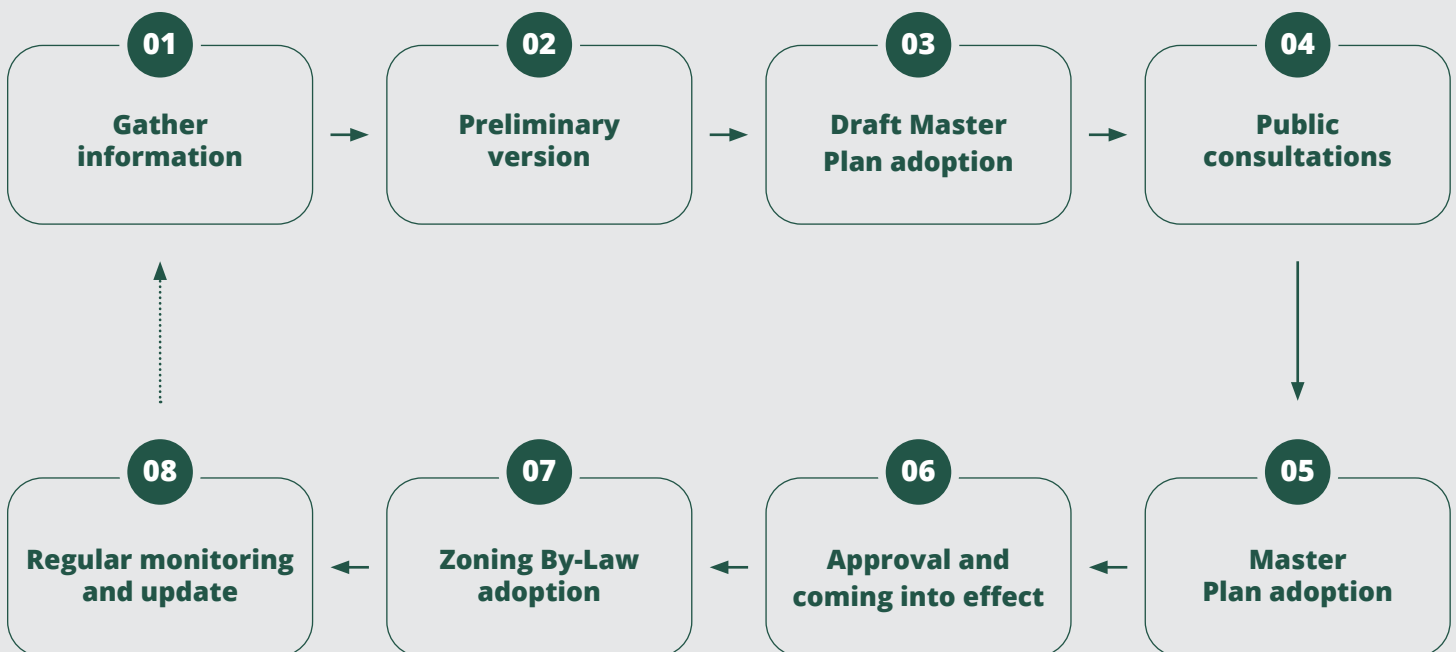 01
Gather
information
02
Preliminary
version
03
Draft Master
Plan adoption
04
Public
consultations
05
Master
Plan adoption
06
Approval and
coming into effect
07
Zoning By-Law
adoption
08
Regular monitoring
and update